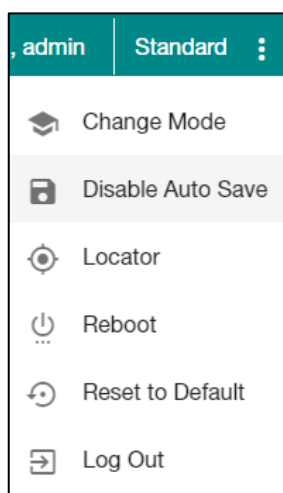 , admin Standard
Change Mode
Disable Auto Save
Locator
Reboot
Reset to Default
Log Out